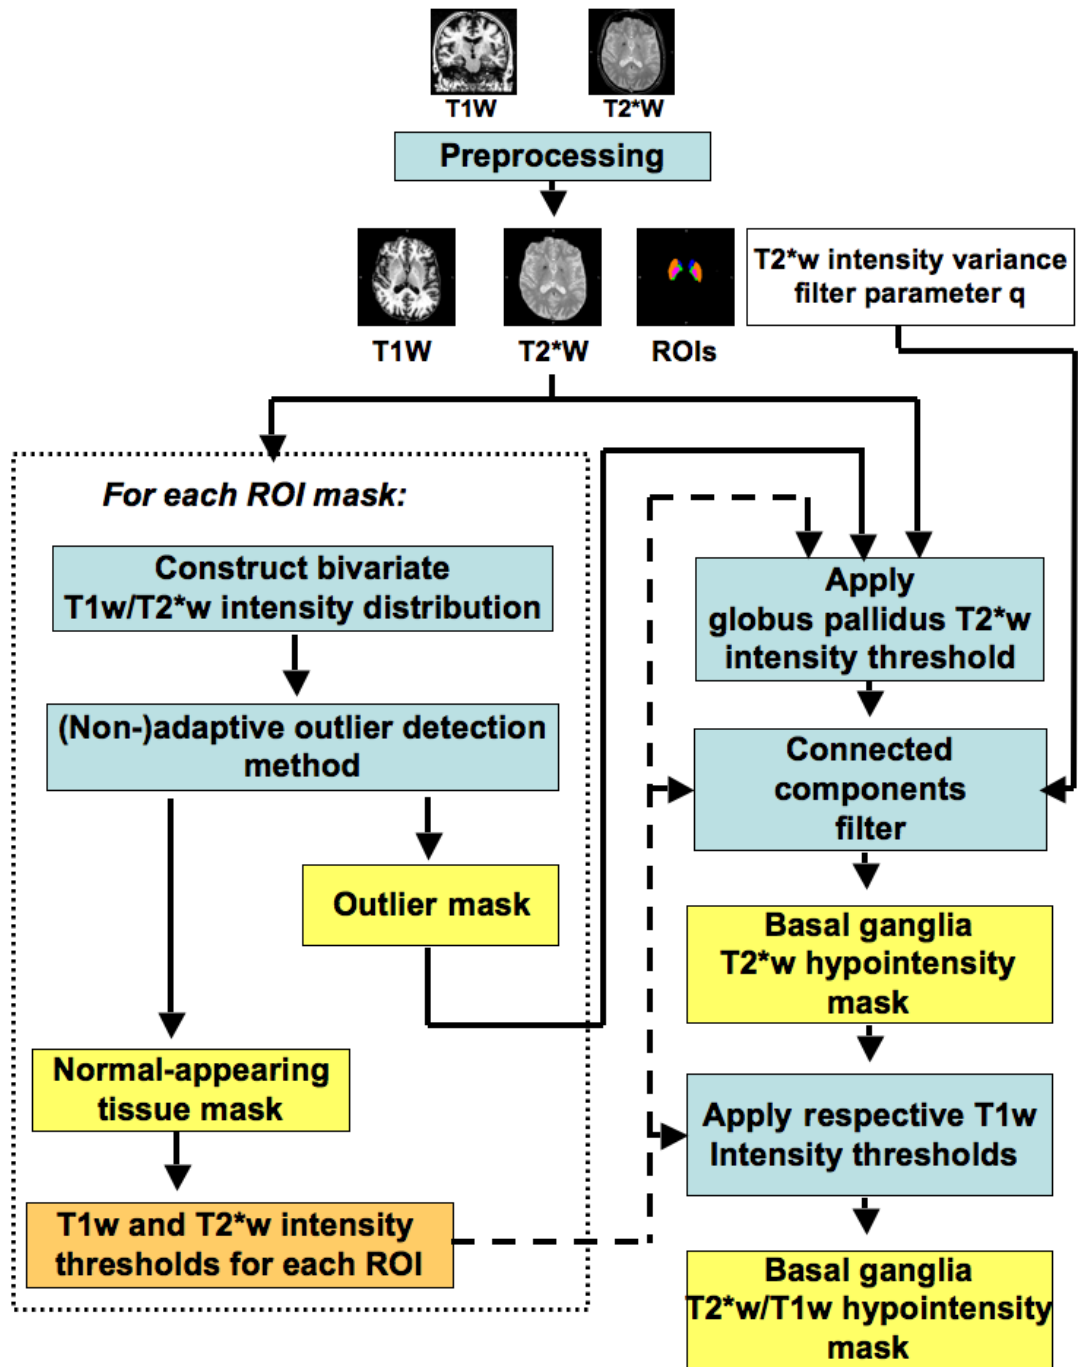 T1W
T2*W
Preprocessing
T1W
T2*W
ROIs
T2*w intensity variance
filter parameter q
For each ROI mask:
Construct bivariate
T1w/T2*w intensity distribution
(Non-)adaptive outlier detection
method
Outlier mask
Normal-appearing
tissue mask
T1w and T2*w intensity
thresholds for each ROI
Apply
globus pallidus T2*w
intensity threshold
Connected
components
filter
Basal ganglia
T2*w hypointensity
mask
Apply respective T1w
Intensity thresholds
Basal ganglia
T2*w/T1w hypointensity
mask